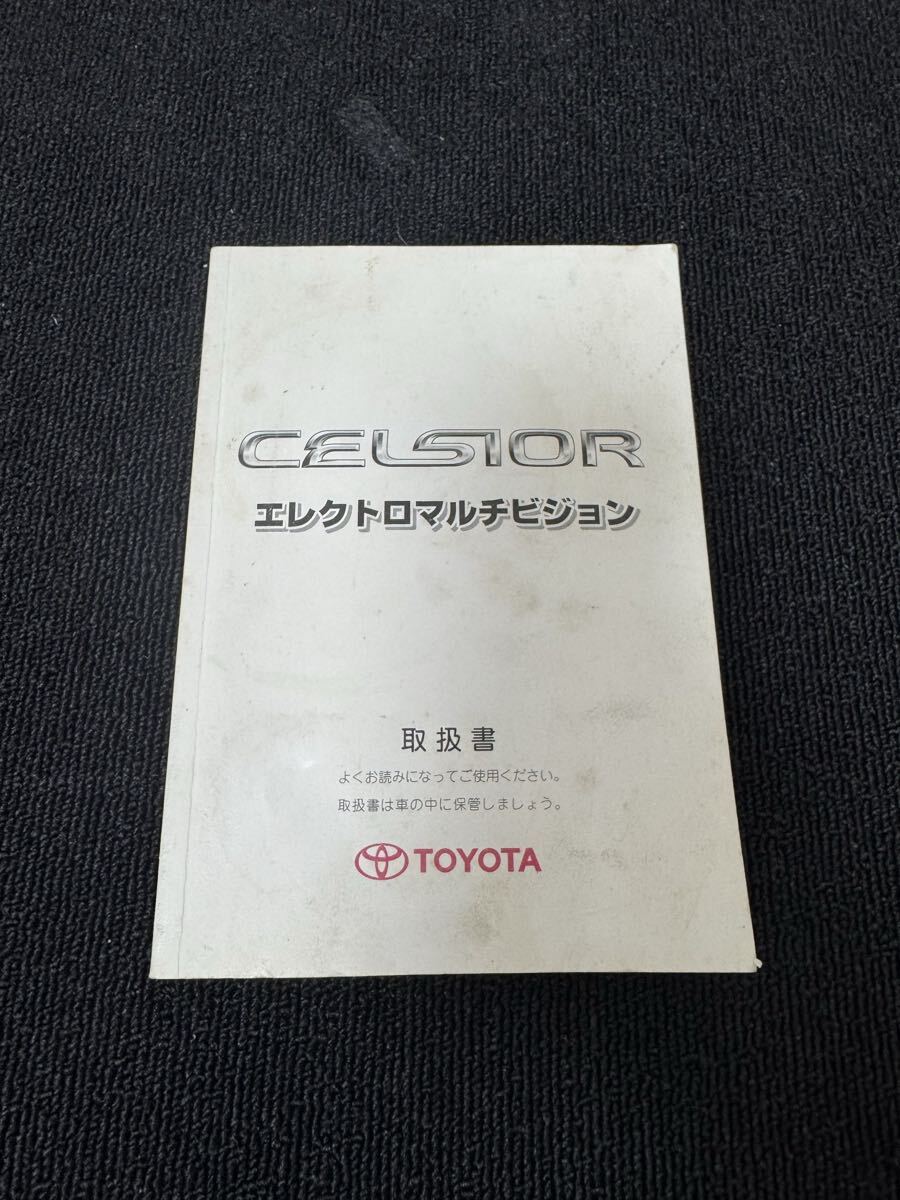 CELSIOR
エレクトロマルチビジョン
取扱書
よくお読みになってご使用ください。
取扱書は車の中に保管しましょう。
TOYOTA